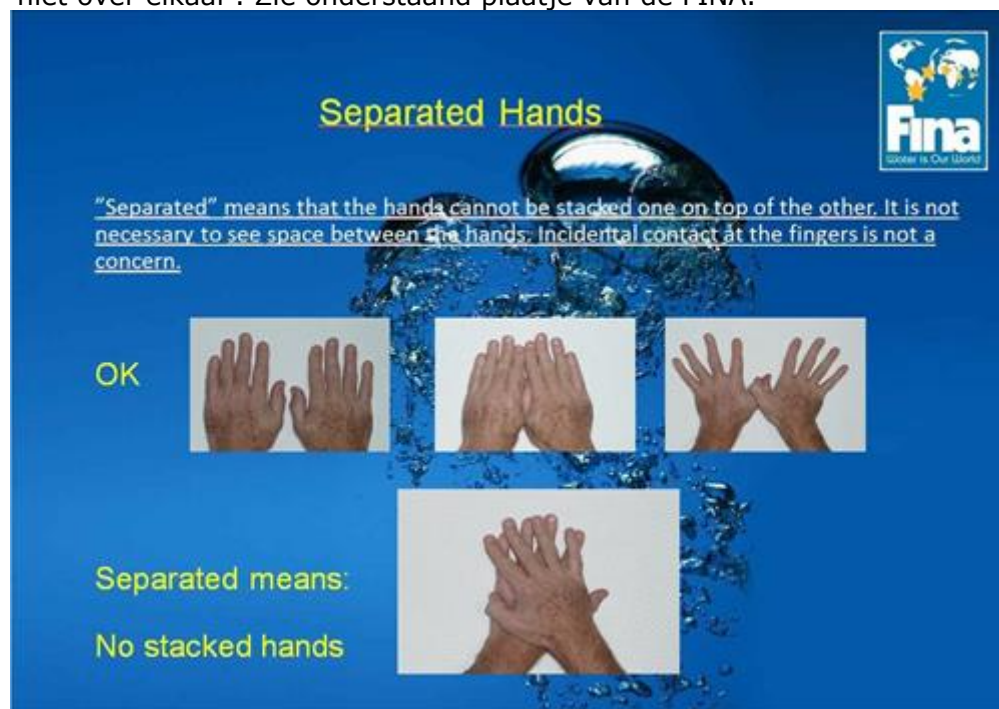 niet over elkaar". Zie onderstaand plaatje van de FINA:
Fina
Water is Our World
Separated Hands
"Separated" means that the hands cannot be stacked one on top of the other. It is not
necessary to see space between the hands. Incidental contact at the fingers is not a
concern.
OK
Separated means:
No stacked hands